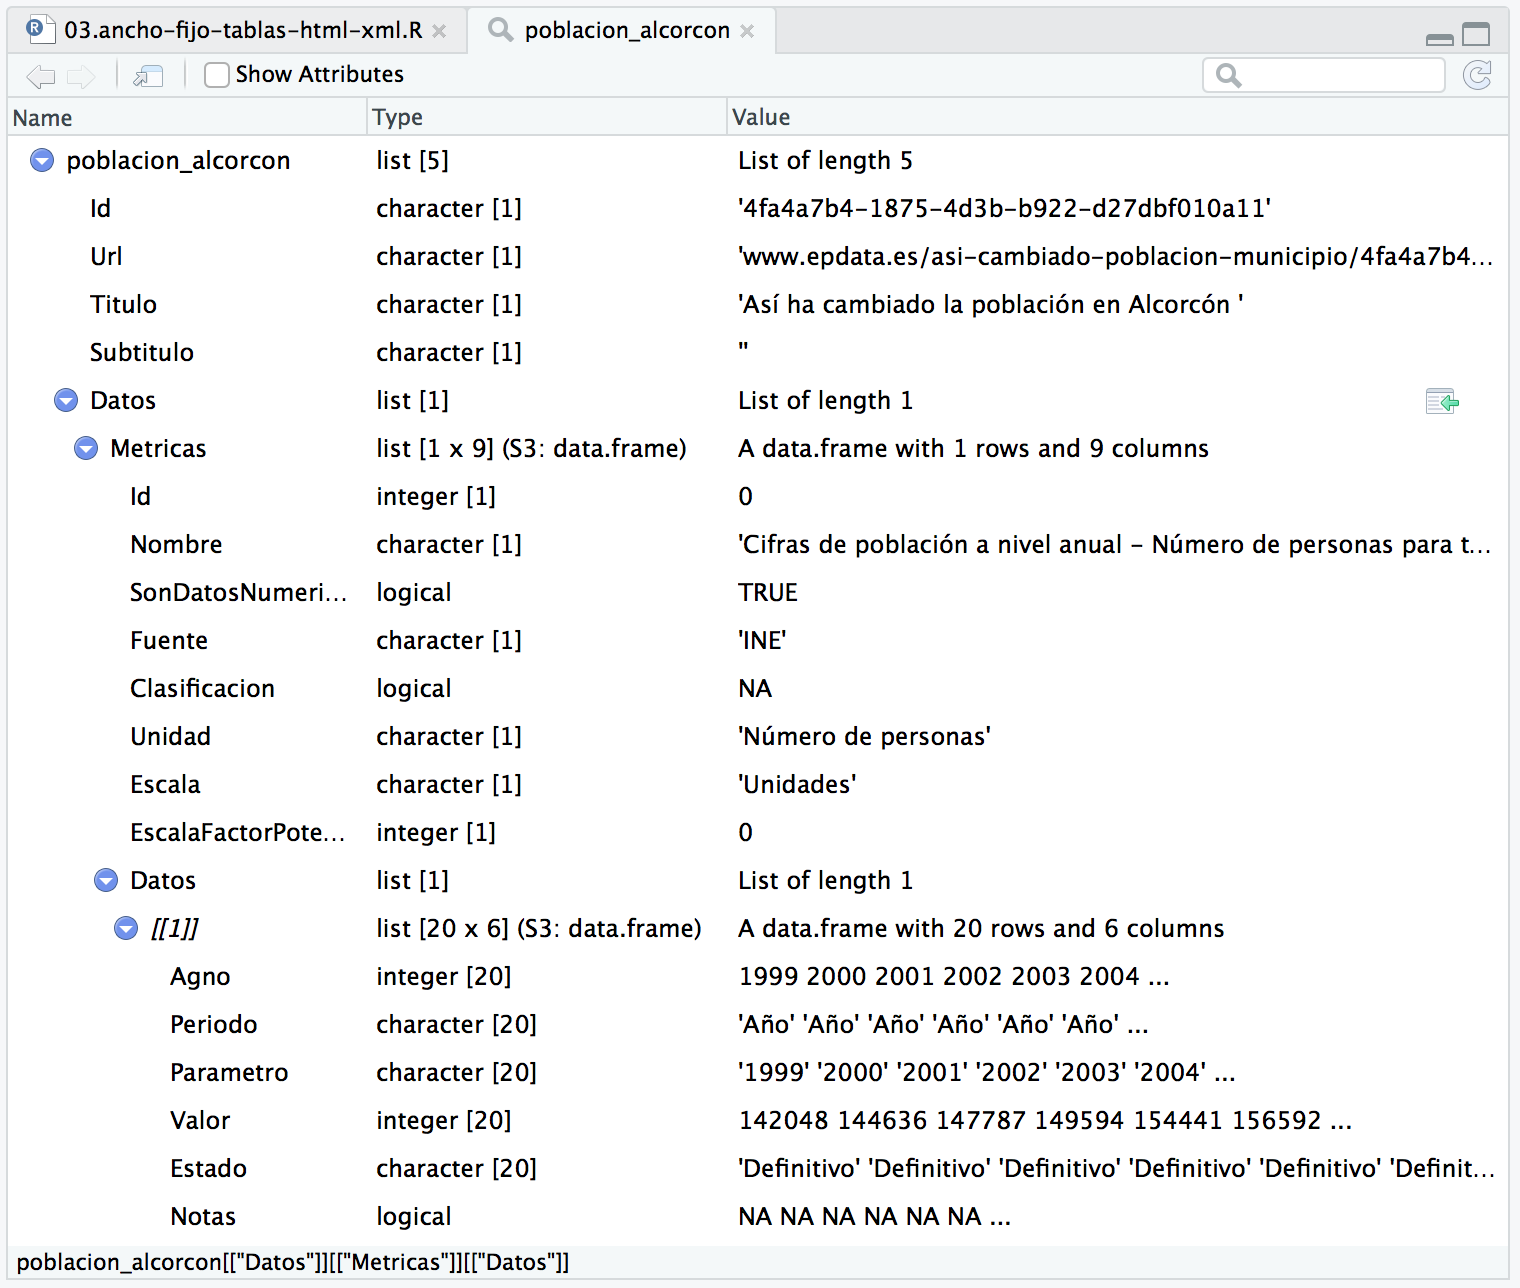 03.ancho-fijo-tablas-html-xml.R poblacion_alcorcon
Show Attributes
Name Type Value
poblacion_alcorcon list [5] List of length 5
Id character [1] '4fa4a7b4-1875-4d3b-b922-d27dbf010a11'
Url character [1] 'www.epdata.es/asi-cambiado-poblacion-municipio/4fa4a7b4...
Titulo character [1] 'Así ha cambiado la población en Alcorcón '
Subtitulo character [1] ''
Datos list [1] List of length 1
Metricas list [1 x 9] (S3: data.frame) A data.frame with 1 rows and 9 columns
Id integer [1] 0
Nombre character [1] 'Cifras de población a nivel anual - Número de personas para t...
SonDatosNumeri... logical TRUE
Fuente character [1] 'INE'
Clasificacion logical NA
Unidad character [1] 'Número de personas'
Escala character [1] 'Unidades'
EscalaFactorPote... integer [1] 0
Datos list [1] List of length 1
[[1]] list [20 x 6] (S3: data.frame) A data.frame with 20 rows and 6 columns
Agno integer [20] 1999 2000 2001 2002 2003 2004 ...
Periodo character [20] 'Año' 'Año' 'Año' 'Año' 'Año' 'Año' ...
Parametro character [20] '1999' '2000' '2001' '2002' '2003' '2004' ...
Valor integer [20] 142048 144636 147787 149594 154441 156592 ...
Estado character [20] 'Definitivo' 'Definitivo' 'Definitivo' 'Definitivo' 'Definitivo' 'Definit...
Notas logical NA NA NA NA NA NA ...
poblacion_alcorcon[["Datos"]][["Metricas"]][["Datos"]]